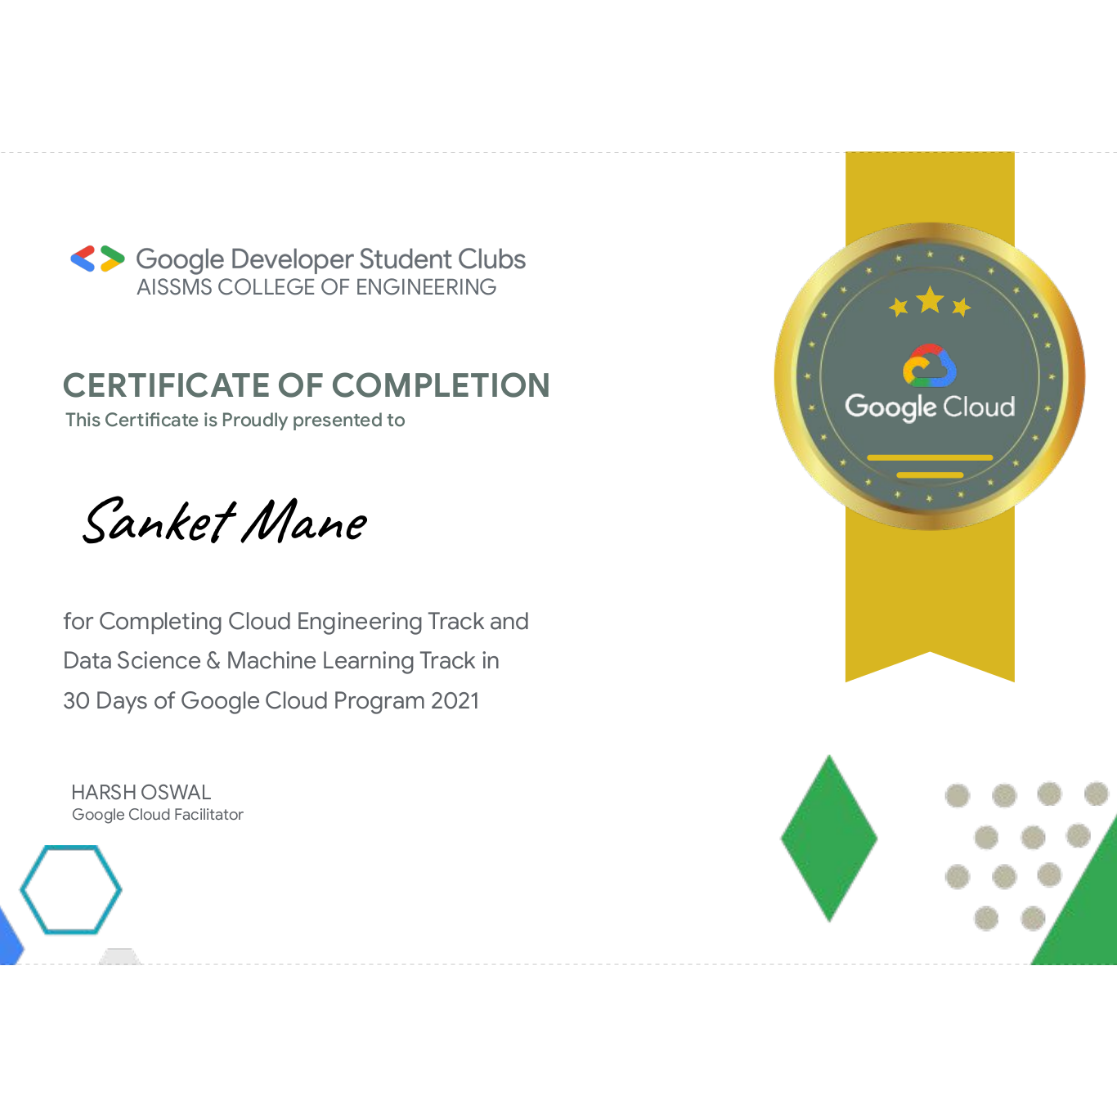 Google Developer Student Clubs
AISSMS COLLEGE OF ENGINEERING
CERTIFICATE OF COMPLETION
This Certificate is Proudly presented to
Sanket Mane
for Completing Cloud Engineering Track and
Data Science & Machine Learning Track in
30 Days of Google Cloud Program 2021
HARSH OSWAL
Google Cloud Facilitator
Google Cloud